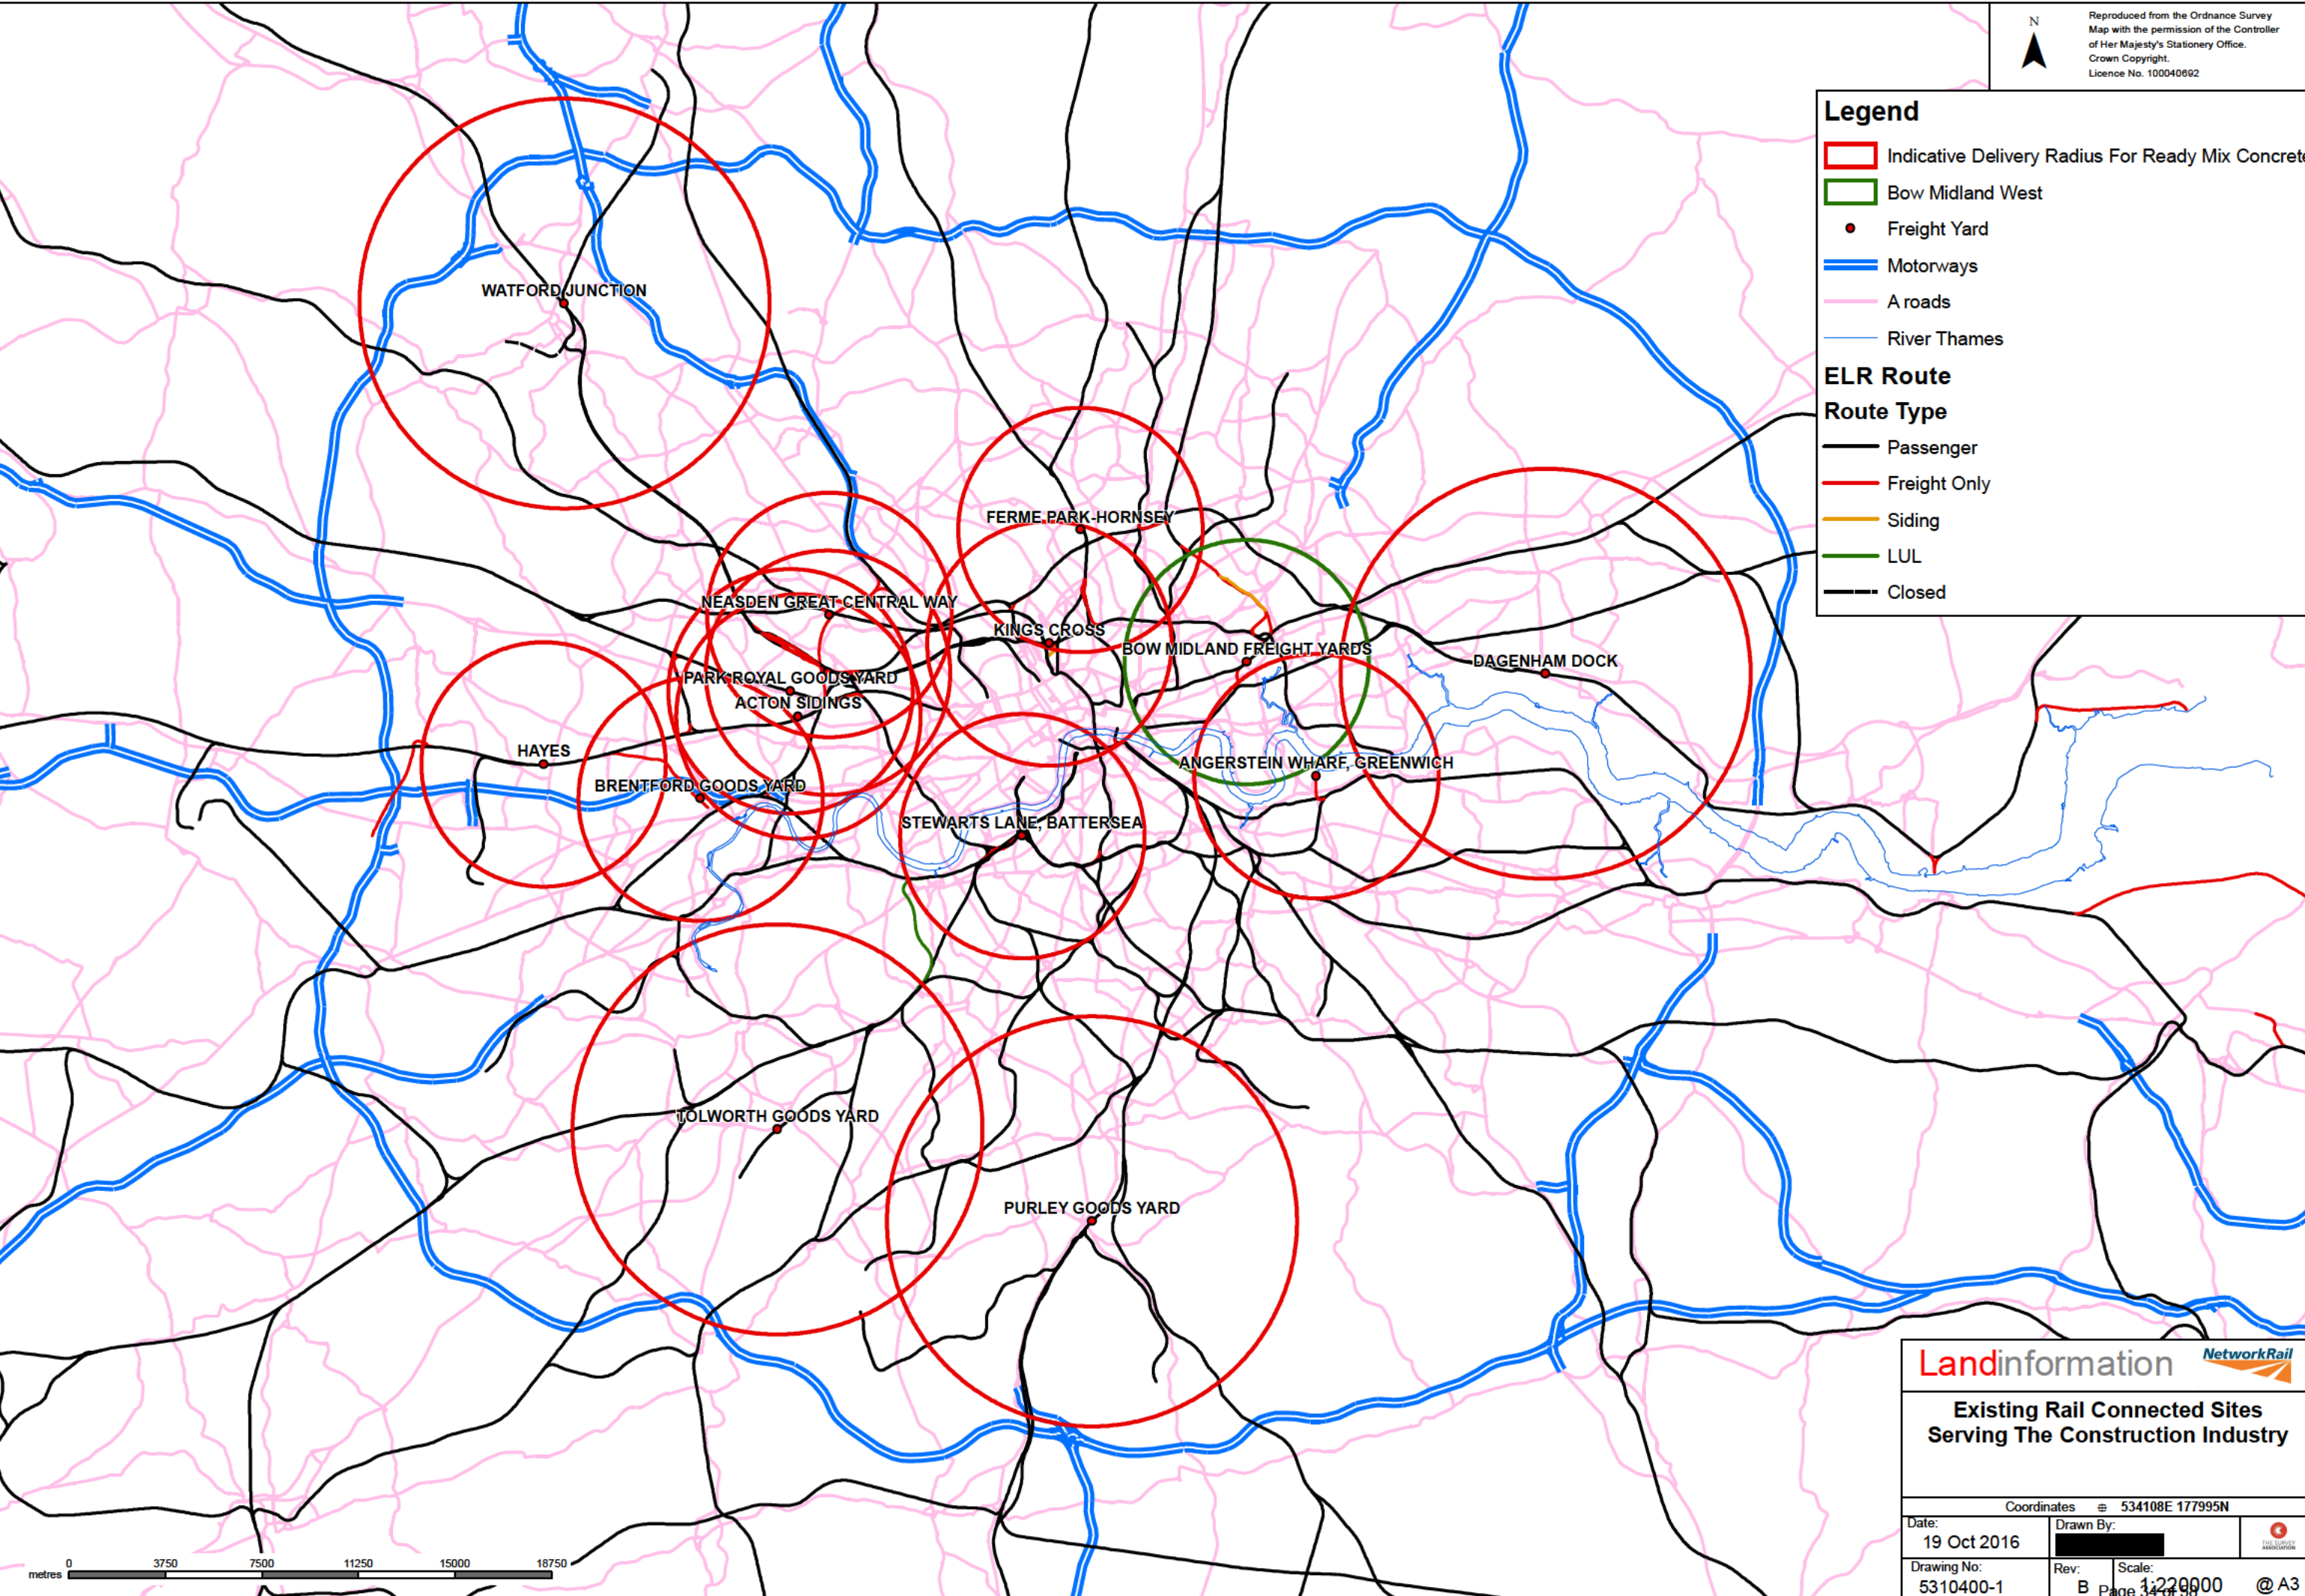 N
Reproduced from the Ordnance Survey
Map with the permission of the Controller
of Her Majesty's Stationery Office.
Crown Copyright.
Licence No. 100040692
Legend
Indicative Delivery Radius For Ready Mix Concrete
Bow Midland West
Freight Yard
Motorways
A roads
River Thames
ELR Route
Route Type
Passenger
Freight Only
Siding
LUL
Closed
WATFORD JUNCTION
FERME PARK-HORNSEY
NEASDEN GREAT CENTRAL WAY
KINGS CROSS
BOW MIDLAND FREIGHT YARDS
DAGENHAM DOCK
PARK ROYAL GOODS YARD
ACTON SIDINGS
HAYES
ANGERSTEIN WHARF, GREENWICH
BRENTFORD GOODS YARD
STEWARTS LANE, BATTERSEA
TOLWORTH GOODS YARD
PURLEY GOODS YARD
metres 0 3750 7500 11250 15000 18750
Landinformation NetworkRail
Existing Rail Connected Sites
Serving The Construction Industry
Coordinates 534108E 177995N
Date:
19 Oct 2016
Drawn By:
THE SURVEY
ASSOCIATION
Drawing No:
5310400-1
Rev:
B
Scale:
1:220000 @ A3